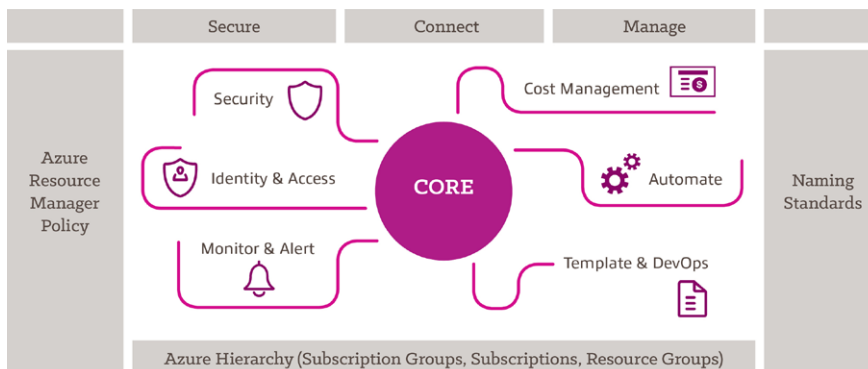 Secure
Connect
Manage
Azure
Resource
Manager
Policy
Security
Identity & Access
Monitor & Alert
CORE
Cost Management
$
Automate
Template & DevOps
Naming
Standards
Azure Hierarchy (Subscription Groups, Subscriptions, Resource Groups)